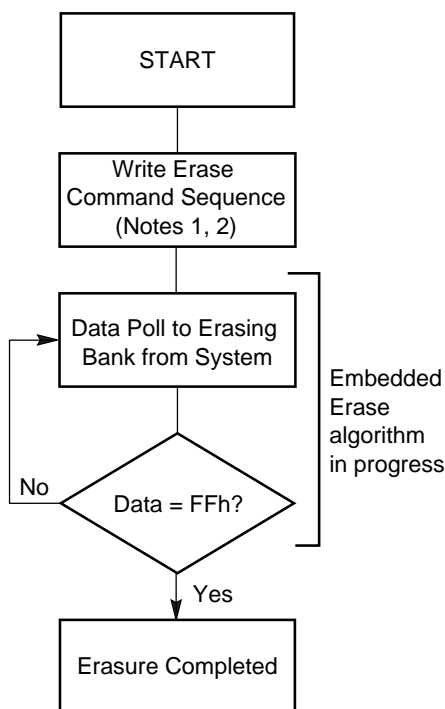 START
Write Erase
Command Sequence
(Notes 1, 2)
Data Poll to Erasing
Bank from System
Embedded
Erase
algorithm
in progress
No
Data = FFh?
Yes
Erasure Completed